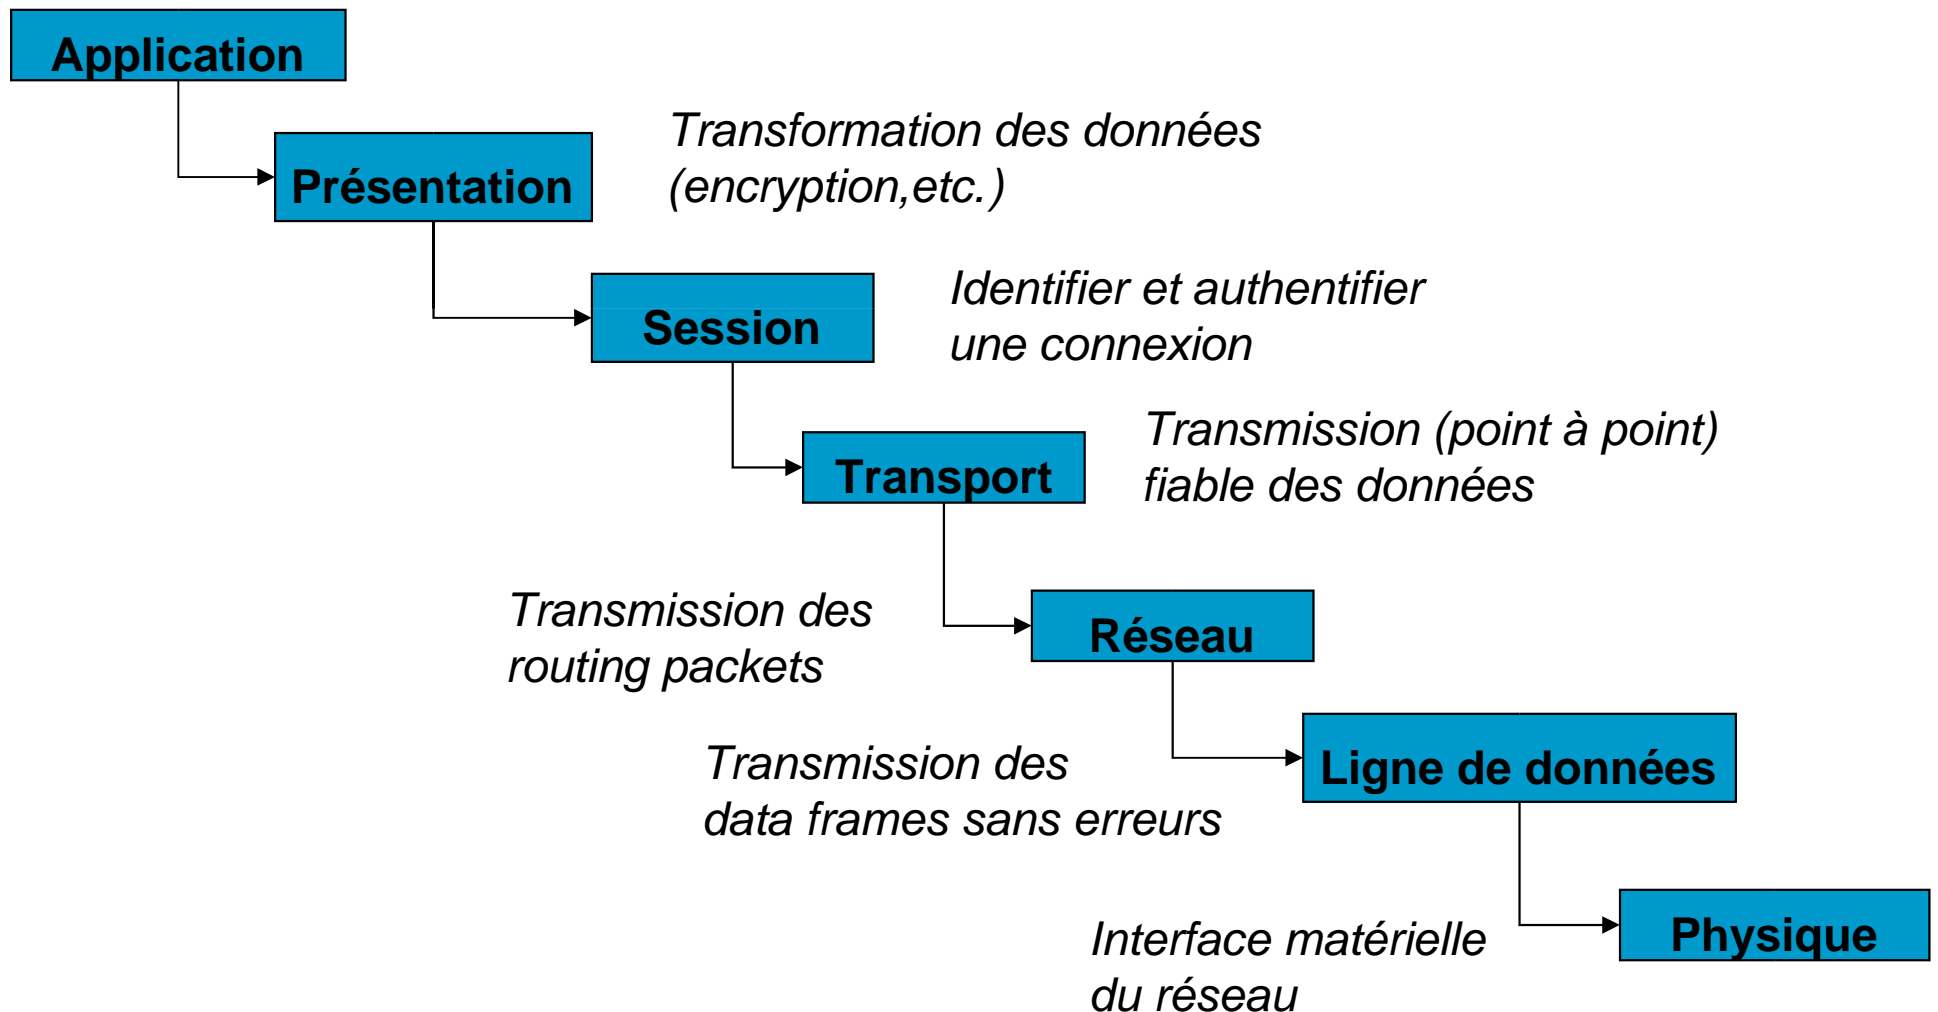 Application
Présentation
Transformation des données
(encryption,etc.)
Session
Identifier et authentifier
une connexion
Transport
Transmission (point à point)
fiable des données
Réseau
Transmission des
routing packets
Ligne de données
Transmission des
data frames sans erreurs
Physique
Interface matérielle
du réseau